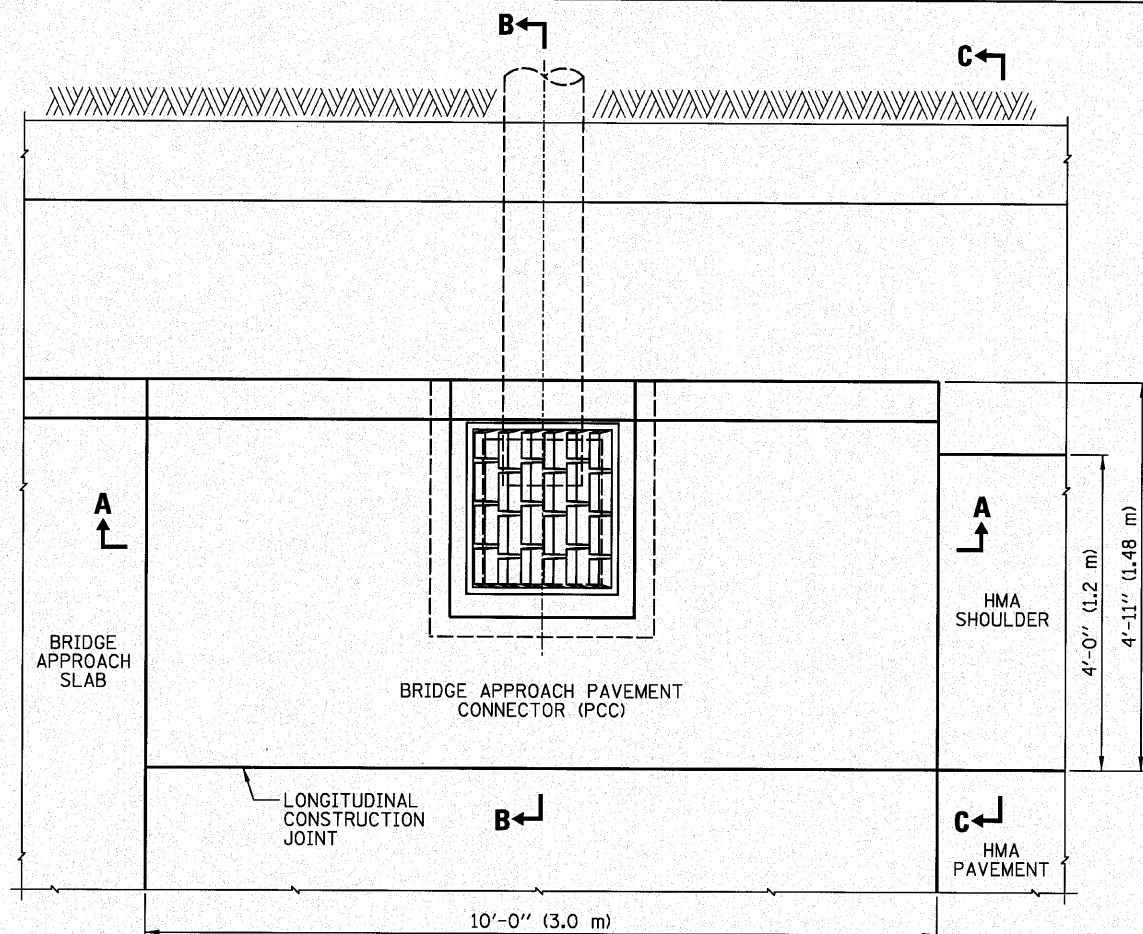 B
C
A
A
BRIDGE
APPROACH
SLAB
HMA
SHOULDER
4'-0" (1.2 m)
4'-11" (1.48 m)
BRIDGE APPROACH PAVEMENT
CONNECTOR (PCC)
LONGITUDINAL
CONSTRUCTION
JOINT
B
C
HMA
PAVEMENT
10'-0" (3.0 m)